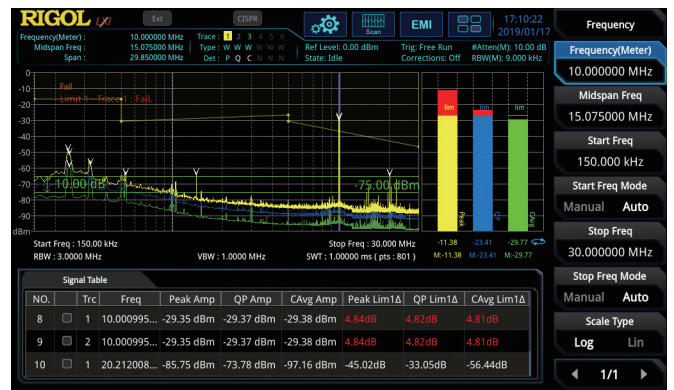 RIGOL LXI Ext CISPR Scan EMI 17:10:22 2019/01/17
Frequency(Meter) : 10.000000 MHz Trace : 1 2 3 4 5 6 Ref Level: 0.00 dBm Trig: Free Run #Atten(M): 10.00 dB
Midspan Freq : 15.075000 MHz Type : W W W W W W State: Idle Corrections: Off RBW(M): 9.000 kHz
Span : 29.850000 MHz Det : P Q C N N N
0
-10
-20
-30
-40
-50
-60
-70
-80
-90
dBm
Fail
Limit 1 - Trace 1 : Fail.
10.00 dB
-75.00 dBm
lim lim lim
Peak QP CAvg
Start Freq : 150.00 kHz Stop Freq : 30.000 MHz -11.38 -23.41 -29.77
RBW : 3.0000 MHz VBW : 1.0000 MHz SWT : 1.00000 ms ( pts : 801 ) M:-11.38 M:-23.41 M:-29.77
Signal Table
NO. Trc Freq Peak Amp QP Amp CAvg Amp Peak Lim1Δ QP Lim1Δ CAvg Lim1Δ
8 1 10.000995... -29.35 dBm -29.37 dBm -29.38 dBm 4.84dB 4.82dB 4.81dB
9 2 10.000995... -29.35 dBm -29.37 dBm -29.38 dBm 4.84dB 4.82dB 4.81dB
10 1 20.212008... -85.75 dBm -73.78 dBm -97.16 dBm -45.02dB -33.05dB -56.44dB
Frequency
Frequency(Meter)
10.000000 MHz
Midspan Freq
15.075000 MHz
Start Freq
150.000 kHz
Start Freq Mode
Manual Auto
Stop Freq
30.000000 MHz
Stop Freq Mode
Manual Auto
Scale Type
Log Lin
1/1